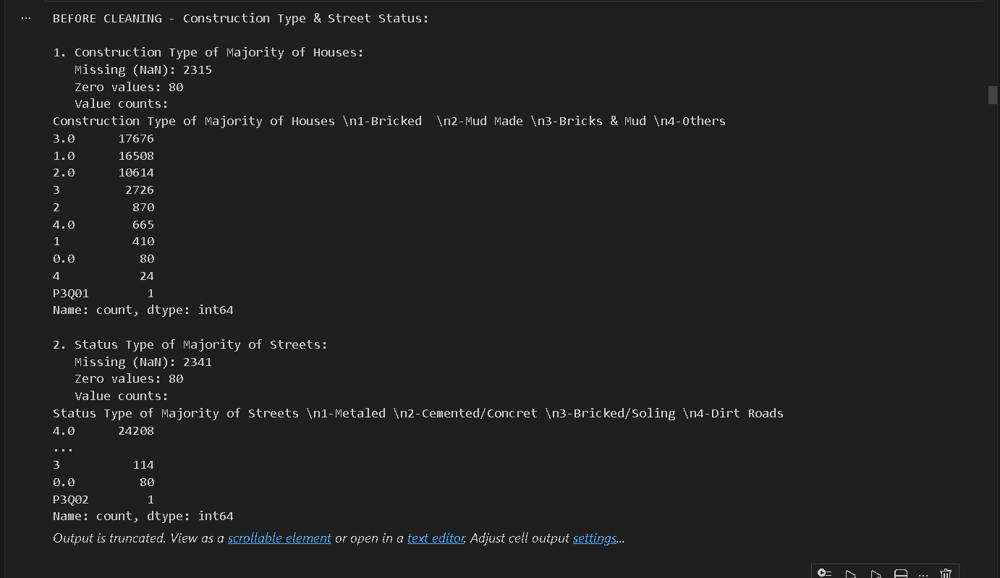 ...
BEFORE CLEANING - Construction Type & Street Status:
1. Construction Type of Majority of Houses:
Missing (NaN): 2315
Zero values: 80
Value counts:
Construction Type of Majority of Houses \n1-Bricked  \n2-Mud Made \n3-Bricks & Mud \n4-Others
3.0      17676
1.0      16508
2.0      10614
3         2726
2          870
4.0        665
1          410
0.0         80
4           24
P3Q01        1
Name: count, dtype: int64
2. Status Type of Majority of Streets:
Missing (NaN): 2341
Zero values: 80
Value counts:
Status Type of Majority of Streets \n1-Metaled \n2-Cemented/Concret \n3-Bricked/Soling \n4-Dirt Roads
4.0      24208
...
3          114
0.0         80
P3Q02        1
Name: count, dtype: int64
Output is truncated. View as a scrollable element or open in a text editor. Adjust cell output settings...